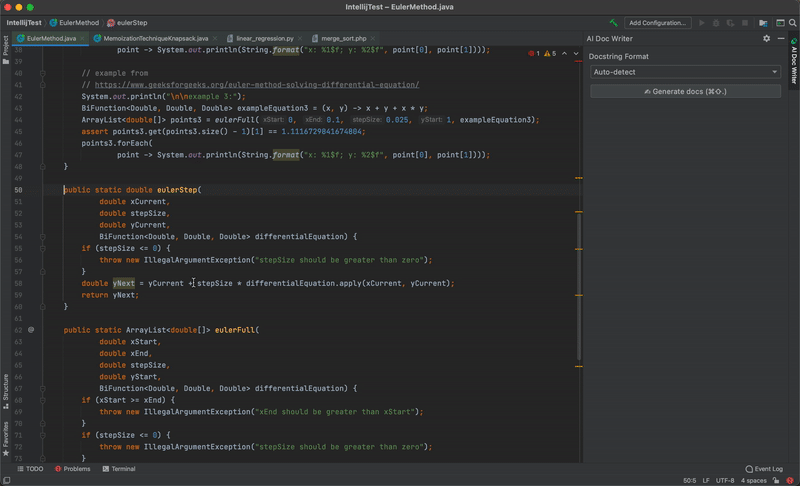 IntellijTest – EulerMethod.java
IntellijTest EulerMethod eulerStep Add Configuration...
Project EulerMethod.java MemoizationTechniqueKnapsack.java linear_regression.py merge_sort.php AI Doc Writer
38 point -> System.out.println(String.format("x: %1$f; y: %2$f", point[0], point[1]))); 1 5
39 Docstring Format
40 // example from Auto-detect
41 // https://www.geeksforgeeks.org/euler-method-solving-differential-equation/
42 System.out.println("\n\nexample 3:"); Generate docs (⌘⇧.)
43 BiFunction<Double, Double, Double> exampleEquation3 = (x, y) -> x + y + x * y;
44 ArrayList<double[]> points3 = eulerFull( xStart: 0, xEnd: 0.1, stepSize: 0.025, yStart: 1, exampleEquation3);
45 assert points3.get(points3.size() - 1)[1] == 1.1116729841674804;
46 points3.forEach(
47 point -> System.out.println(String.format("x: %1$f; y: %2$f", point[0], point[1])));
48 }
49
50 public static double eulerStep(
51 double xCurrent,
52 double stepSize,
53 double yCurrent,
54 BiFunction<Double, Double, Double> differentialEquation) {
55 if (stepSize <= 0) {
56 throw new IllegalArgumentException("stepSize should be greater than zero");
57 }
58 double yNext = yCurrent + stepSize * differentialEquation.apply(xCurrent, yCurrent);
59 return yNext;
60 }
61
62 @ public static ArrayList<double[]> eulerFull(
63 double xStart,
64 double xEnd,
65 double stepSize,
66 double yStart,
67 BiFunction<Double, Double, Double> differentialEquation) {
68 if (xStart >= xEnd) {
69 throw new IllegalArgumentException("xEnd should be greater than xStart");
70 }
71 if (stepSize <= 0) {
72 throw new IllegalArgumentException("stepSize should be greater than zero");
73 }
AI Doc Writer
Structure
Favorites
TODO Problems Terminal Event Log
50:5 LF UTF-8 4 spaces